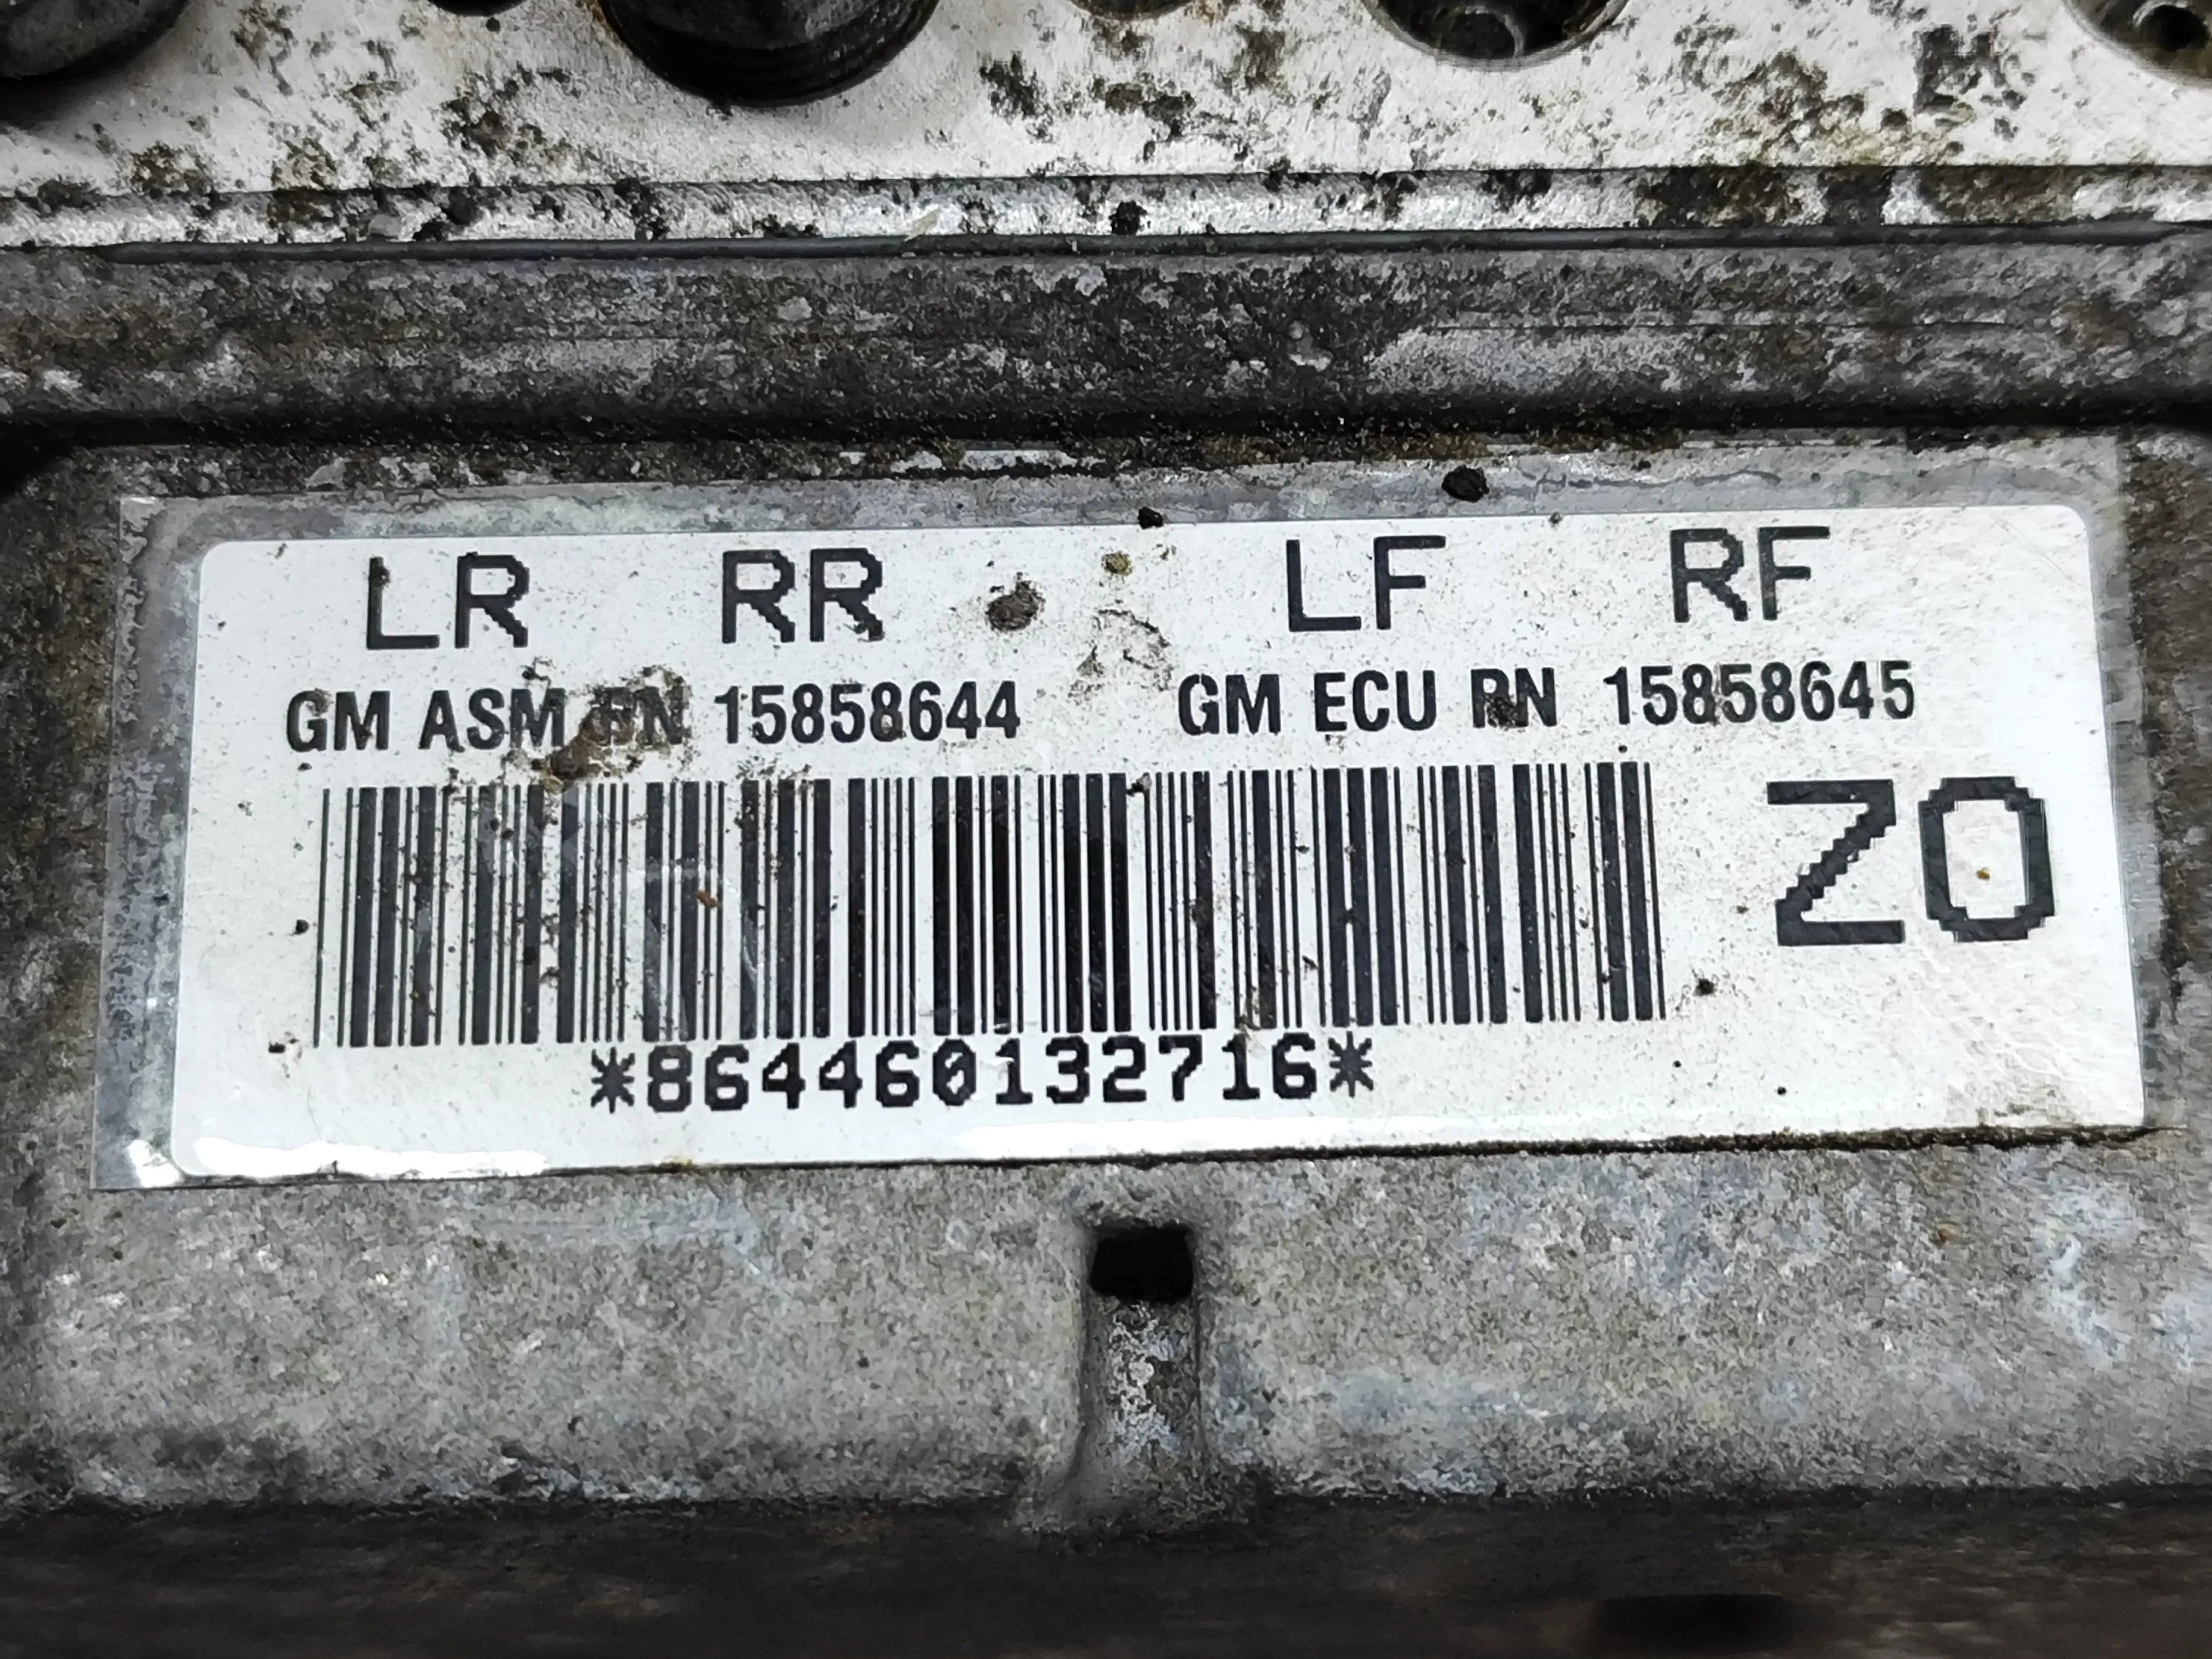 LR RR LF RF
GM ASM PN 15858644 GM ECU PN 15858645
Z0
*864460132716*